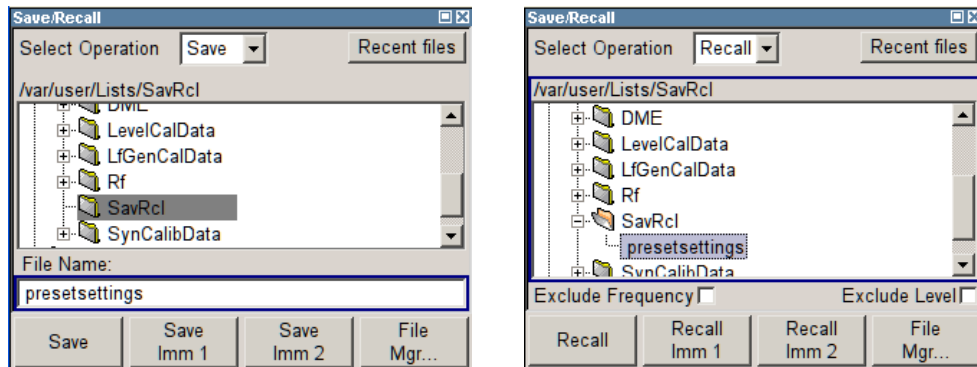 Save/Recall
Select Operation Save Recent files
/var/user/Lists/SavRcl
DME
LevelCalData
LfGenCalData
Rf
SavRcl
SynCalibData
File Name:
presetsettings
Save
Save Imm 1
Save Imm 2
File Mgr...
Save/Recall
Select Operation Recall Recent files
/var/user/Lists/SavRcl
DME
LevelCalData
LfGenCalData
Rf
SavRcl
presetsettings
SynCalibData
Exclude Frequency Exclude Level
Recall
Recall Imm 1
Recall Imm 2
File Mgr...